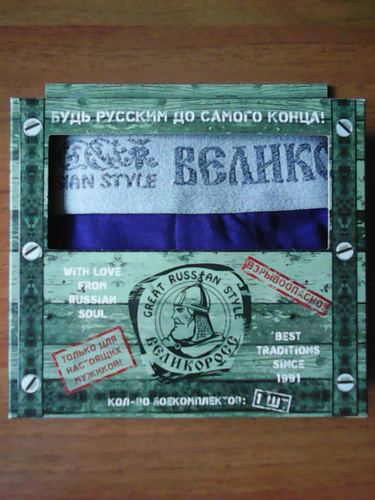 БУДЬ РУССКИМ ДО САМОГО КОНЦА!
ВЕЛИКО
IAN STYLE
WITH LOVE
FROM
RUSSIAN
SOUL
ВЗРЫВООПАСНО!
GREAT RUSSIAN STYLE
ВЕЛИКОРОСС
ТОЛЬКО ДЛЯ
НАСТОЯЩИХ
МУЖИКОВ!
BEST
TRADITIONS
SINCE
1991
КОЛ-ВО БОЕКОМПЛЕКТОВ:
1 ШТ